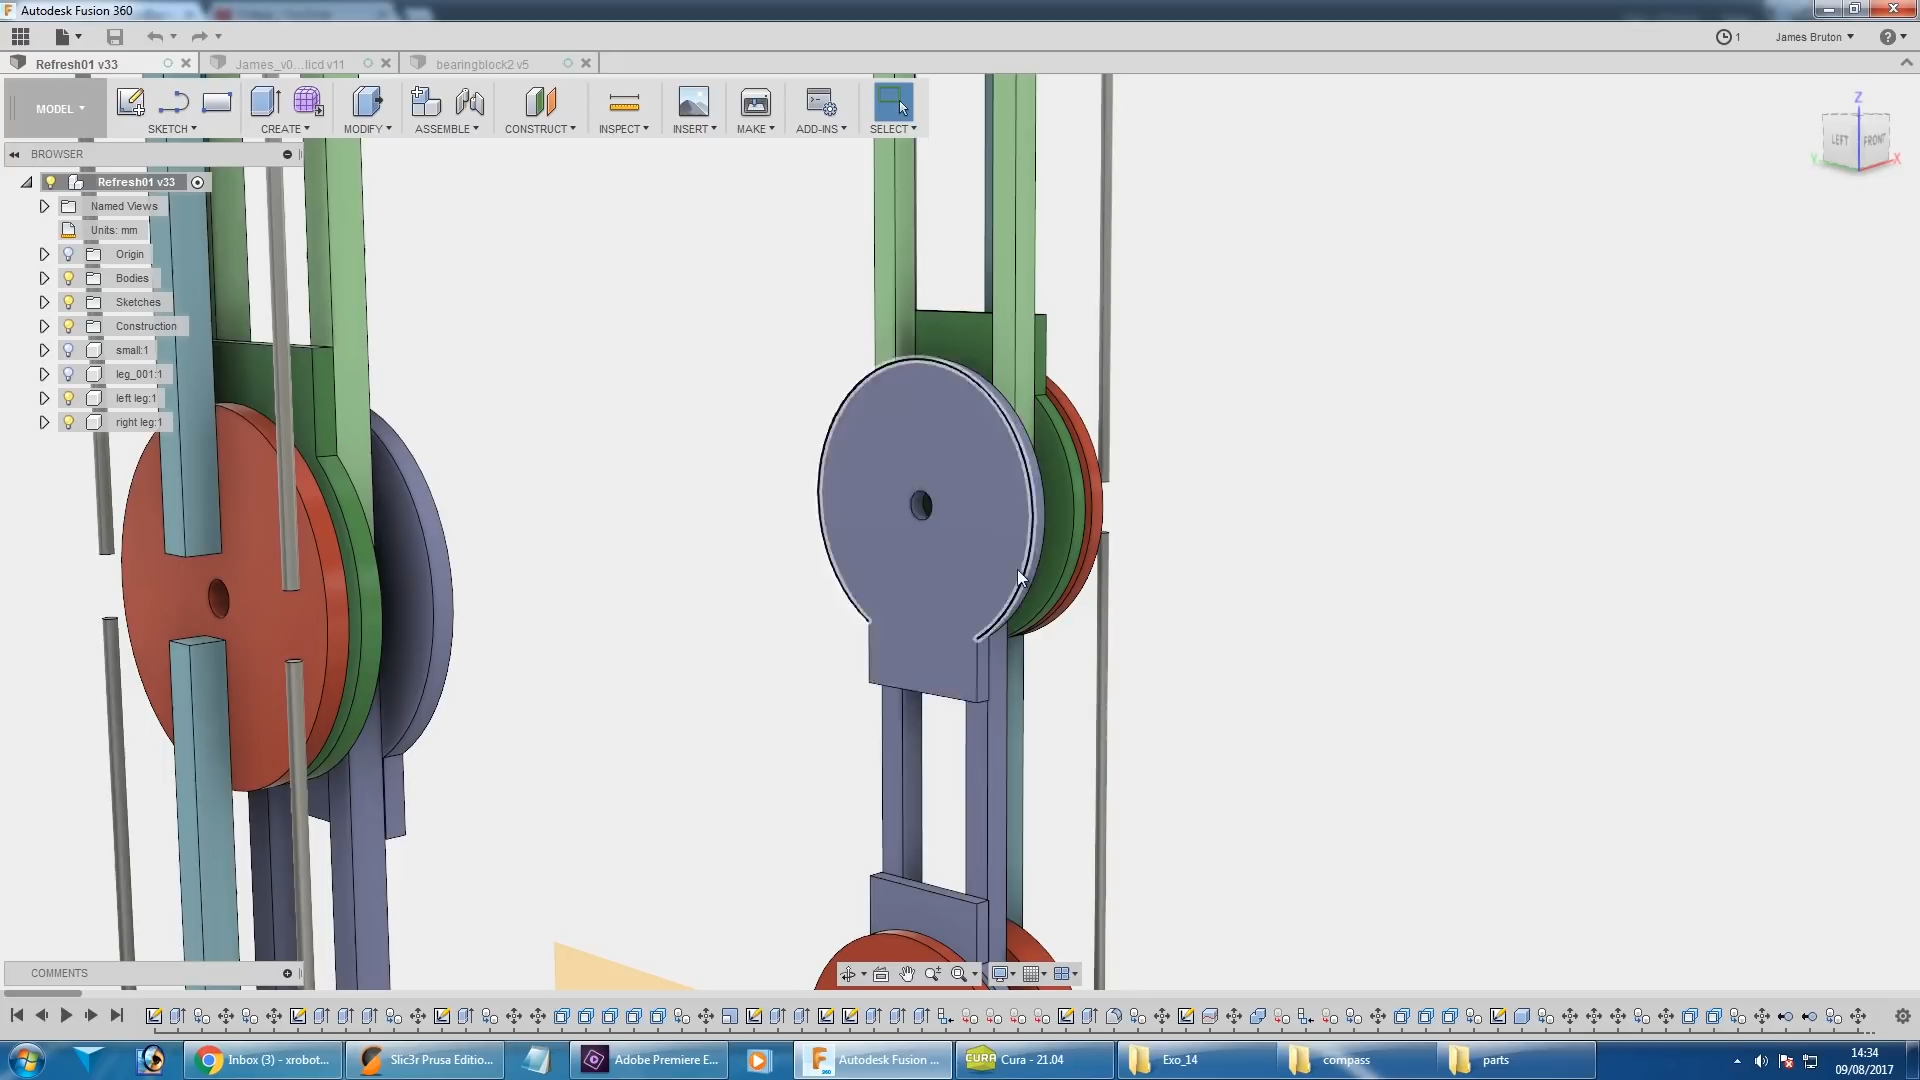 Autodesk Fusion 360
1
James Bruton
Refresh01 v33
James_v0...licd v11
bearingblock2 v5
MODEL
SKETCH
CREATE
MODIFY
ASSEMBLE
CONSTRUCT
INSPECT
INSERT
MAKE
ADD-INS
SELECT
Z
LEFT
FRONT
Y
X
BROWSER
Refresh01 v33
Named Views
Units: mm
Origin
Bodies
Sketches
Construction
small:1
leg_001:1
left leg:1
right leg:1
COMMENTS
Inbox (3) - xrobot...
Slic3r Prusa Editio...
Adobe Premiere E...
Autodesk Fusion ...
Cura - 21.04
Exo_14
compass
parts
14:34
09/08/2017